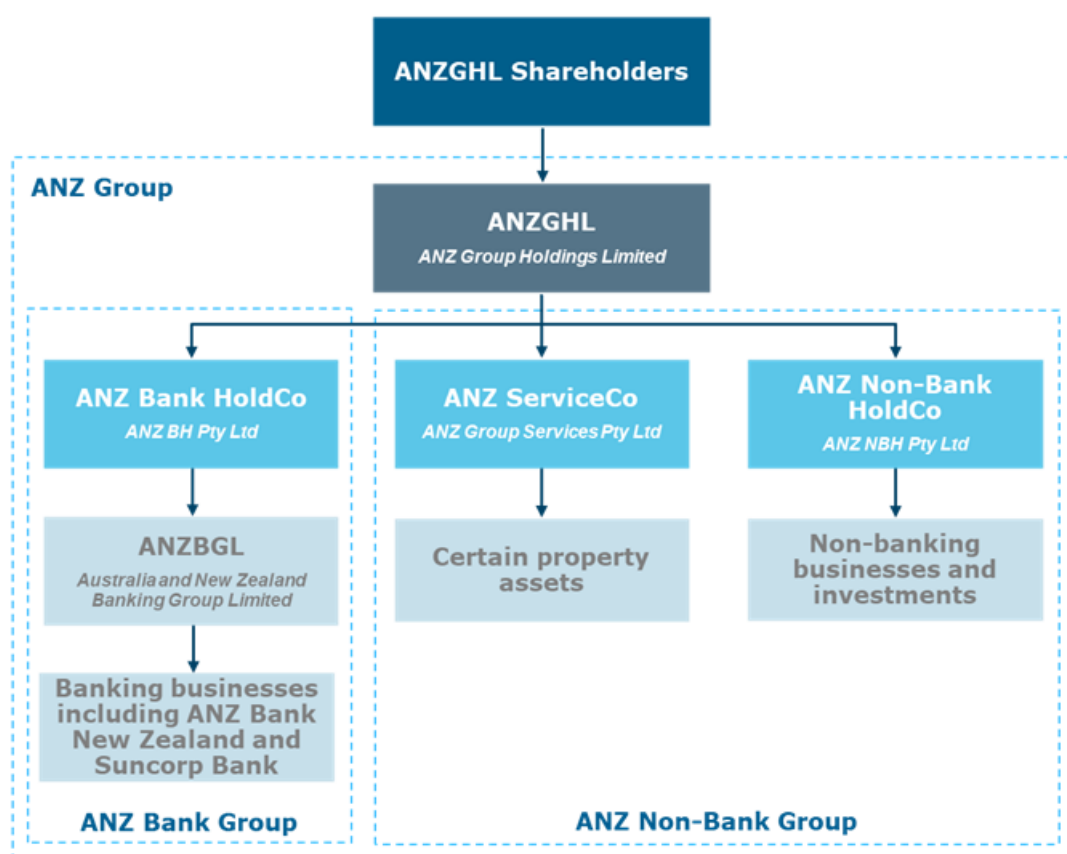 ANZGHL Shareholders
ANZ Group
ANZGHL
ANZ Group Holdings Limited
ANZ Bank HoldCo
ANZ BH Pty Ltd
ANZ ServiceCo
ANZ Group Services Pty Ltd
ANZ Non-Bank
HoldCo
ANZ NBH Pty Ltd
ANZBGL
Australia and New Zealand
Banking Group Limited
Certain property
assets
Non-banking
businesses and
investments
Banking businesses
including ANZ Bank
New Zealand and
Suncorp Bank
ANZ Bank Group
ANZ Non-Bank Group